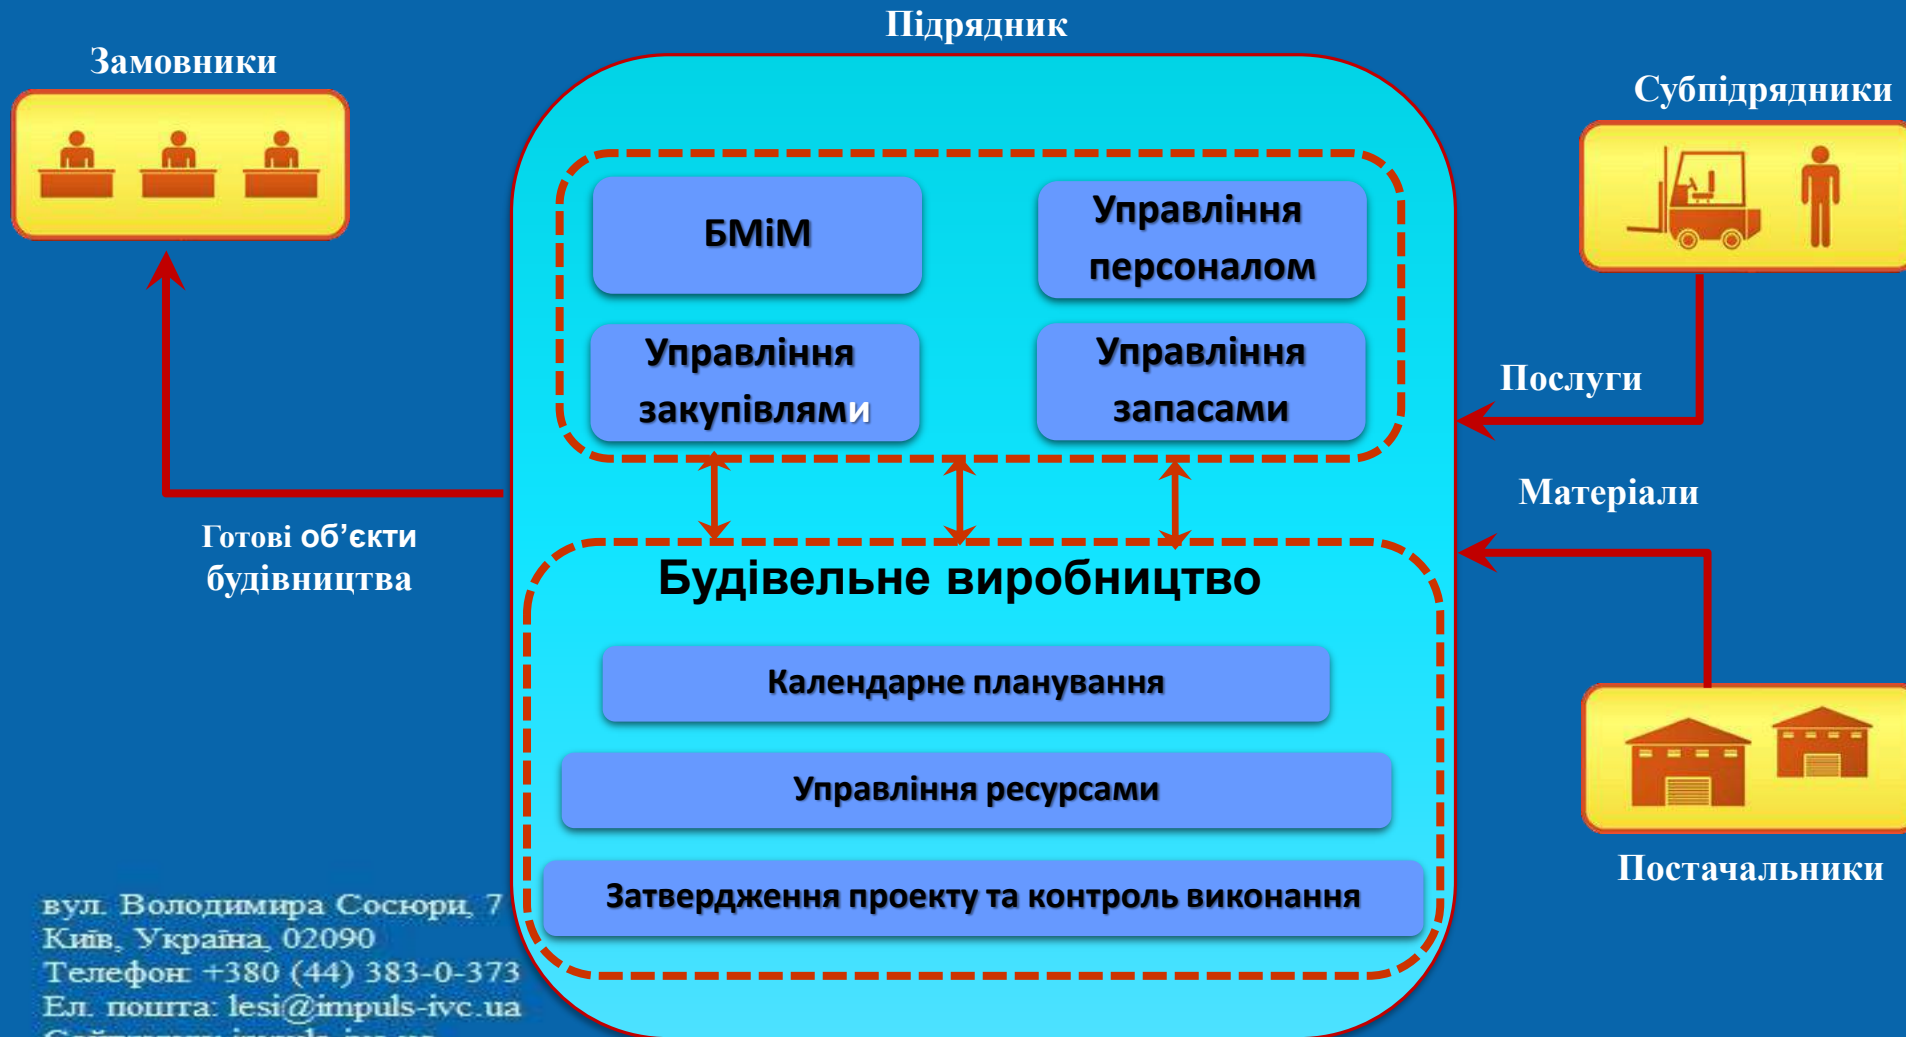 Підрядник
Замовники
Субпідрядники
БМіМ
Управління
персоналом
Управління
закупівлями
Управління
запасами
Послуги
Матеріали
Готові об’єкти
будівництва
Будівельне виробництво
Календарне планування
Управління ресурсами
Затвердження проекту та контроль виконання
Постачальники
вул. Володимира Сосюри, 7
Київ, Україна, 02090
Телефон: +380 (44) 383-0-373
Ел. пошта: lesi@impuls-ivc.ua